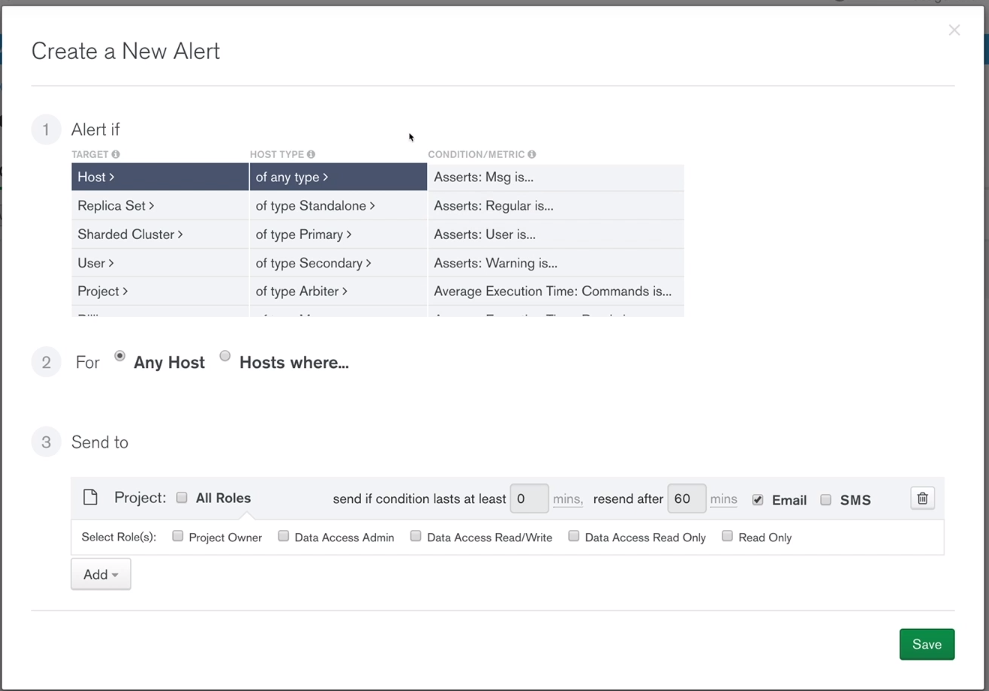 Create a New Alert
1 Alert if
TARGET HOST TYPE CONDITION/METRIC
Host > of any type > Asserts: Msg is...
Replica Set > of type Standalone > Asserts: Regular is...
Sharded Cluster > of type Primary > Asserts: User is...
User > of type Secondary > Asserts: Warning is...
Project > of type Arbiter > Average Execution Time: Commands is...
2 For Any Host Hosts where...
3 Send to
Project: All Roles send if condition lasts at least 0 mins, resend after 60 mins Email SMS
Select Role(s): Project Owner Data Access Admin Data Access Read/Write Data Access Read Only Read Only
Add
Save